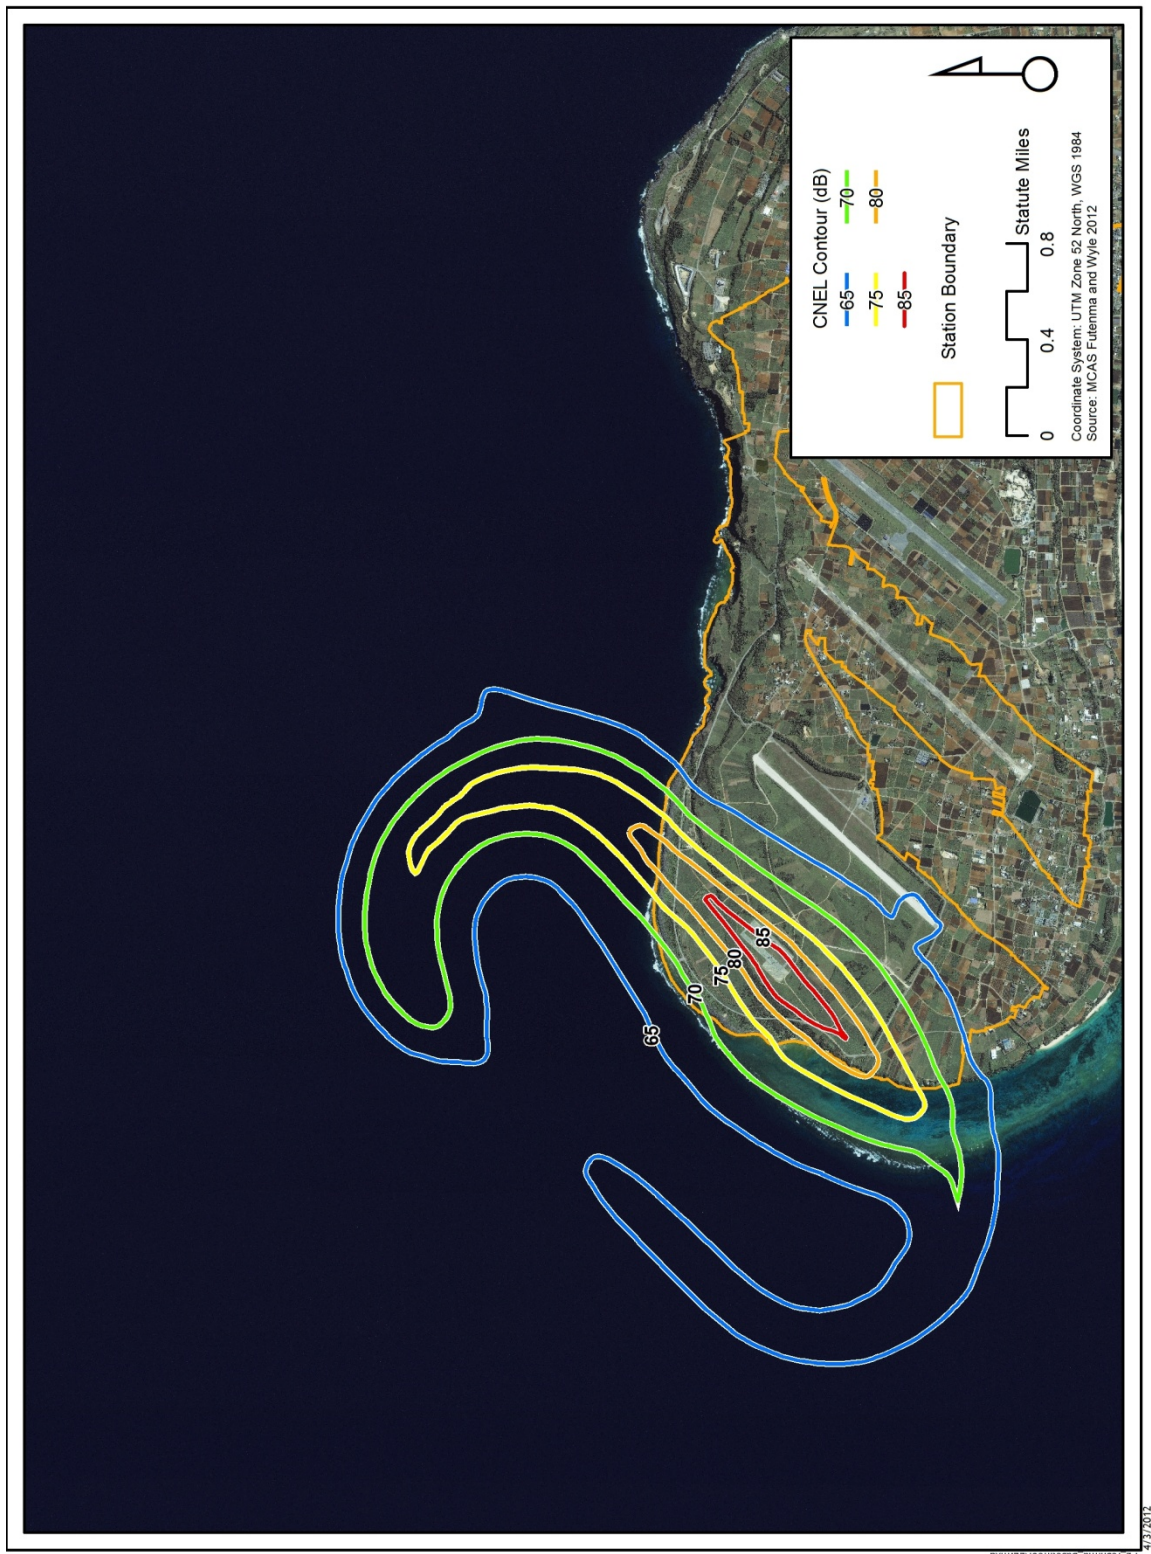 CNEL Contour (dB)
65 70
75 80
85
Station Boundary
0 0.4 0.8
Statute Miles
Coordinate System: UTM Zone 52 North, WGS 1984
Source: MCAS Futenma and Wyle 2012
65
70
75
80
85
4/3/2012